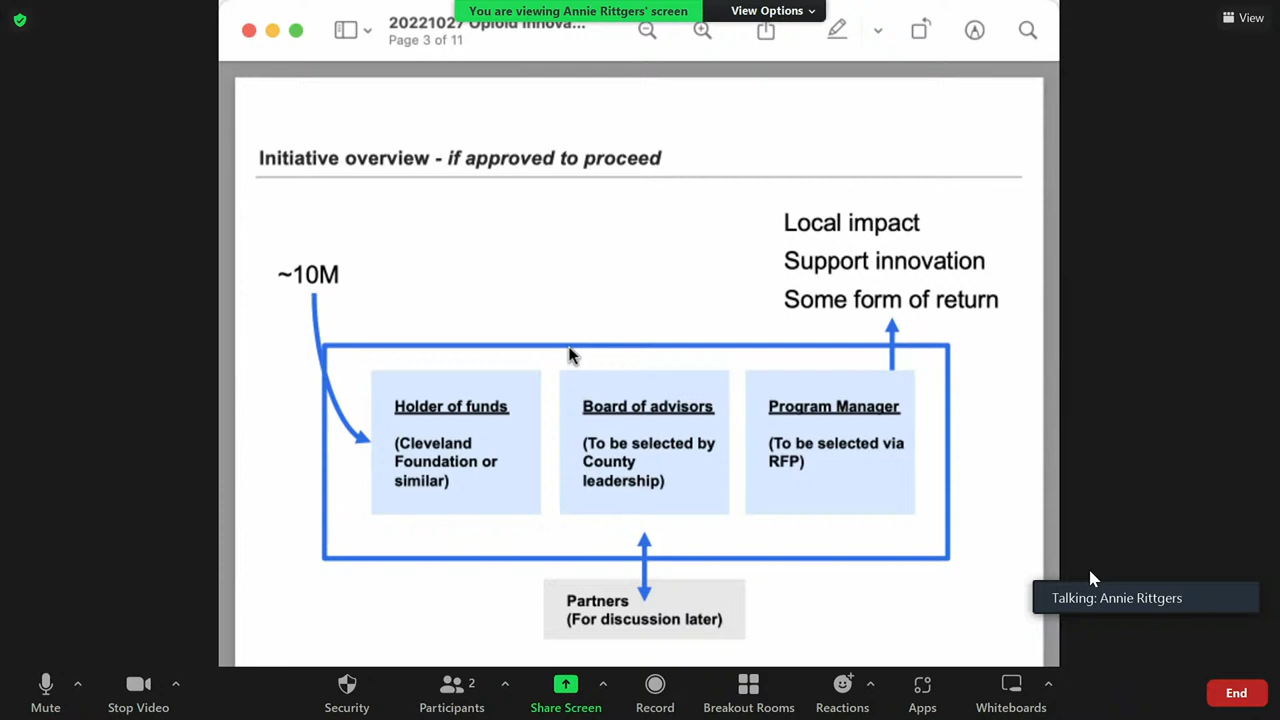 You are viewing Annie Rittgers' screen
View Options
View
20221027 Opioid Innova...
Page 3 of 11
Initiative overview - if approved to proceed
Local impact
Support innovation
Some form of return
~10M
Holder of funds
(Cleveland
Foundation or
similar)
Board of advisors
(To be selected by
County
leadership)
Program Manager
(To be selected via
RFP)
Partners
(For discussion later)
Talking: Annie Rittgers
Mute
Stop Video
Security
2
Participants
Share Screen
Record
Breakout Rooms
Reactions
Apps
Whiteboards
End